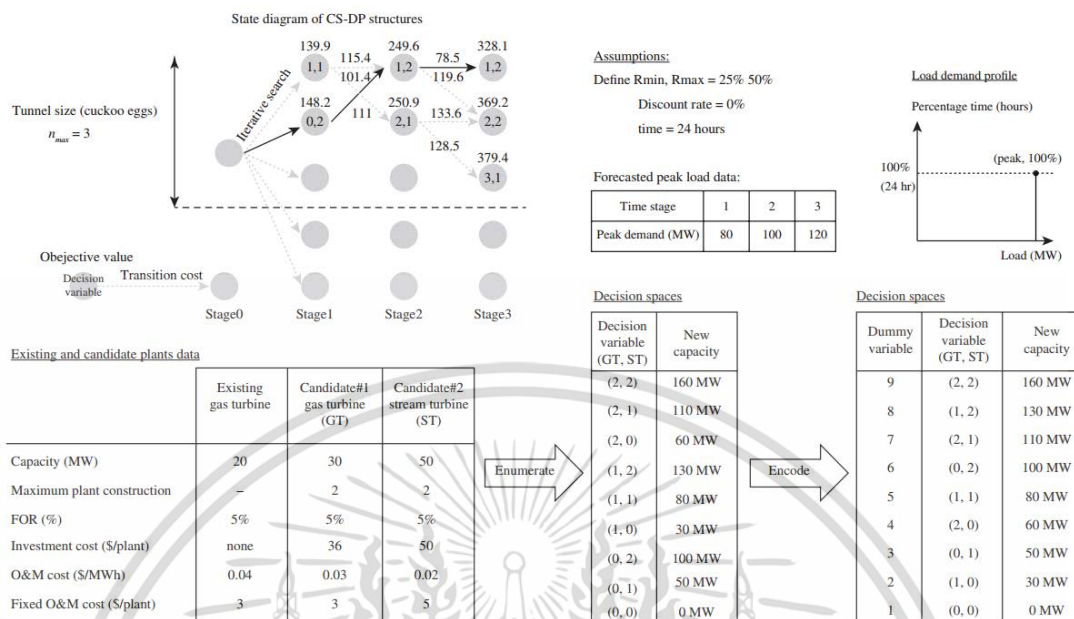 State diagram of CS-DP structures
139.9
249.6
328.1
115.4
78.5
1,1
1,2
1,2
101.4
119.6
Iterative search
148.2
250.9
369.2
Tunnel size (cuckoo eggs)
n_max = 3
0,2
111
2,1
133.6
2,2
128.5
379.4
3,1
Obejective value
Decision
variable
Transition cost
Stage0
Stage1
Stage2
Stage3
Assumptions:
Define Rmin, Rmax = 25% 50%
Discount rate = 0%
time = 24 hours
Forecasted peak load data:
Time stage 1 2 3
Peak demand (MW) 80 100 120
Load demand profile
Percentage time (hours)
100%
(24 hr)
(peak, 100%)
Load (MW)
Existing and candidate plants data
Existing
gas turbine
Candidate#1
gas turbine
(GT)
Candidate#2
stream turbine
(ST)
Capacity (MW) 20 30 50
Maximum plant construction – 2 2
FOR (%) 5% 5% 5%
Investment cost ($/plant) none 36 50
O&M cost ($/MWh) 0.04 0.03 0.02
Fixed O&M cost ($/plant) 3 3 5
Enumerate
Decision spaces
Decision
variable
(GT, ST)
New
capacity
(2, 2) 160 MW
(2, 1) 110 MW
(2, 0) 60 MW
(1, 2) 130 MW
(1, 1) 80 MW
(1, 0) 30 MW
(0, 2) 100 MW
(0, 1) 50 MW
(0, 0) 0 MW
Encode
Decision spaces
Dummy
variable
Decision
variable
(GT, ST)
New
capacity
9 (2, 2) 160 MW
8 (1, 2) 130 MW
7 (2, 1) 110 MW
6 (0, 2) 100 MW
5 (1, 1) 80 MW
4 (2, 0) 60 MW
3 (0, 1) 50 MW
2 (1, 0) 30 MW
1 (0, 0) 0 MW